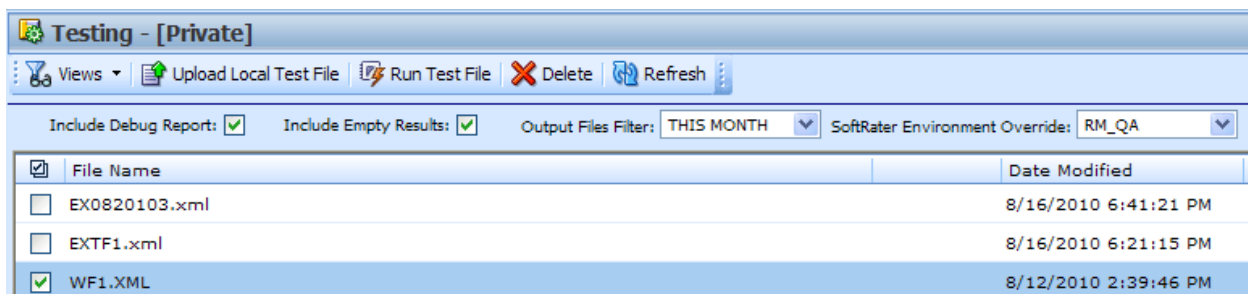 Testing - [Private]
Views Upload Local Test File Run Test File Delete Refresh
Include Debug Report: Include Empty Results: Output Files Filter: THIS MONTH SoftRater Environment Override: RM_QA
File Name Date Modified
EX0820103.xml 8/16/2010 6:41:21 PM
EXTF1.xml 8/16/2010 6:21:15 PM
WF1.XML 8/12/2010 2:39:46 PM